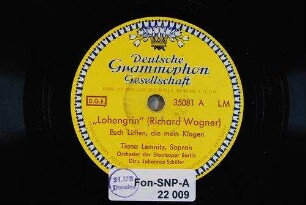 Deutsche
Grammophon
Gesellschaft
D.G.G.
35081 A
LM
„Lohengrin" (Richard Wagner)
Euch Lüften, die mein Klagen
Tiana Lemnitz, Sopran
Orchester der Staatsoper Berlin
Dir.: Johannes Schüler
SLUB
Dresden
Fon-SNP-A
22 009